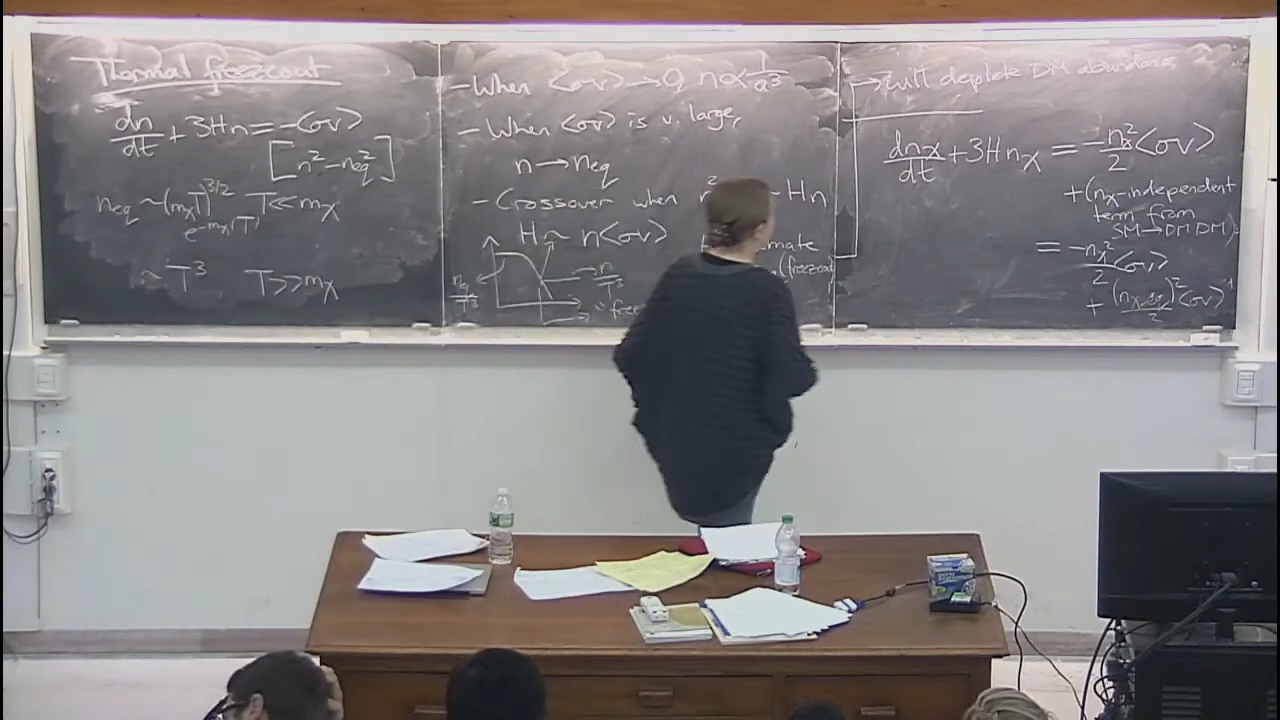 Thermal freezeout
dn/dt + 3Hn = -<σv>
[n² - neq²]
neq ~ (mχT)^3/2 T << mχ
e^-mχ/T
~ T³ T >> mχ
- When <σv> → 0, n ∝ 1/a³
- When <σv> is v. large,
n → neq
- Crossover when n² ~ Hn
H ~ n<σv>
n/T³
→ will deplete DM abundance
dnχ/dt + 3Hnχ = -nχ²/2 <σv>
+ (nχ-independent
term from
SM → DM DM)
= -nχ²/2 <σv>
+ (nχ,eq)²/2 <σv>